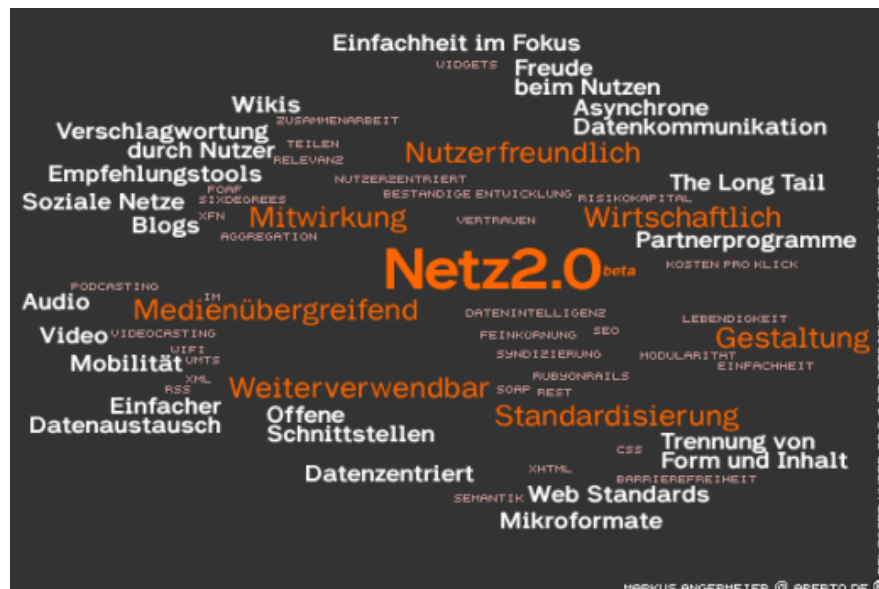 Einfachheit im Fokus
WIDGETS
Freude
beim Nutzen
Wikis
Asynchrone
Datenkommunikation
ZUSAMMENARBEIT
Verschlagwortung
durch Nutzer
TEILEN
RELEVANZ
Nutzerfreundlich
Empfehlungstools
NUTZERZENTRIERT
FOAF
SIXDEGREES
BESTANDIGE ENTWICKLUNG
RISIKOKAPITAL
The Long Tail
Soziale Netze
Blogs
XFN
Mitwirkung
VERTRAUEN
Wirtschaftlich
AGGREGATION
Partnerprogramme
Netz2.0 beta
KOSTEN PRO KLICK
PODCASTING
Audio
IM
Medienübergreifend
DATENINTELLIGENZ
LEBENDIGKEIT
Video
VIDEOCASTING
FEINKORNUNG
SEO
Gestaltung
WIFI
Mobilität
UMTS
SYNDIZIERUNG
MODULARITAT
EINFACHHEIT
XML
RSS
RUBYONRAILS
Weiterverwendbar
SOAP
REST
Einfacher
Datenaustausch
Offene
Schnittstellen
Standardisierung
CSS
Trennung von
Form und Inhalt
Datenzentriert
XHTML
BARRIEREFREIHEIT
SEMANTIK
Web Standards
Mikroformate
MARKUS ANGERMEIER @ APERTO.DE